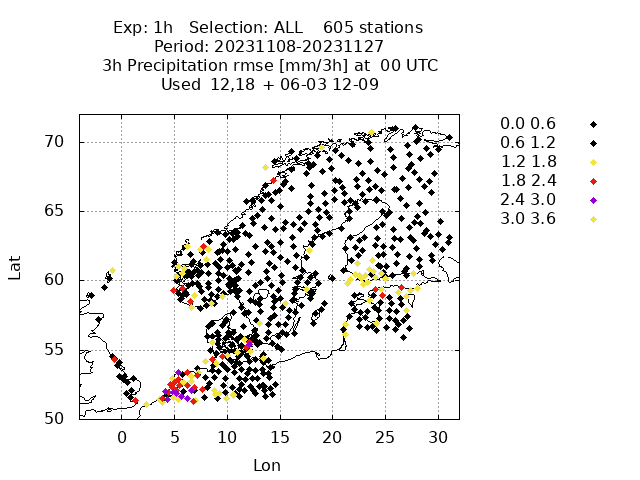 Exp: 1h   Selection: ALL    605 stations
Period: 20231108-20231127
3h Precipitation rmse [mm/3h] at  00 UTC
Used  12,18 + 06-03 12-09
0.0 0.6
0.6 1.2
1.2 1.8
1.8 2.4
2.4 3.0
3.0 3.6
70
65
60
55
50
Lat
0 5 10 15 20 25 30
Lon